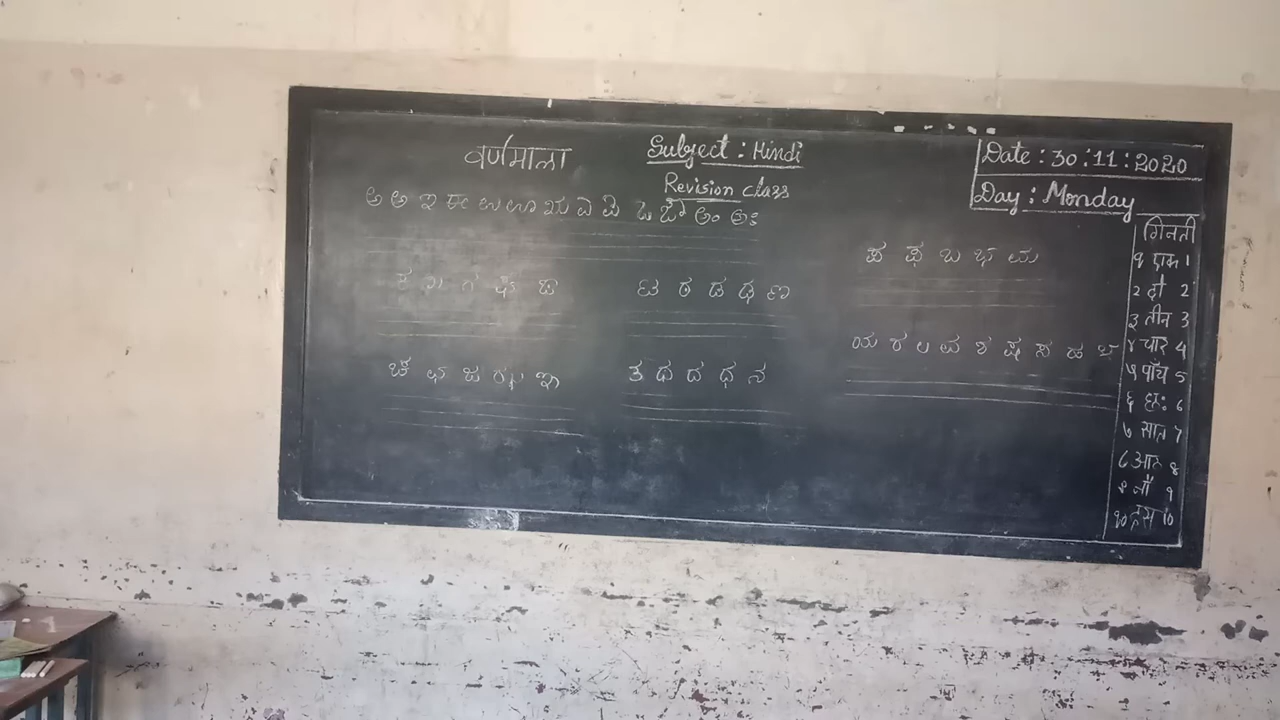 वर्णमाला
Subject : Hindi
Revision class
Date : 30:11:2020
Day : Monday
ಅ ಅ ಇ ಈ ಉ ಊ ಋ ಎ ಐ ಓ ಔ ಅಂ ಅಃ
ಗ ಘ
ಟ ಠ ಡ ಢ ಣ
ಪ ಫ ಬ ಭ ಮ
ಚ ಛ ಜ ಝ ಞ
ತ ಥ ದ ಧ ನ
ಯ ರ ಲ ವ ಶ ಷ ಸ ಹ
गिनती
१ एक 1
२ दो 2
३ तीन 3
४ चार 4
५ पाँच 5
६ छः 6
७ सात 7
८ आठ 8
९ नौ 9
१० दस 10